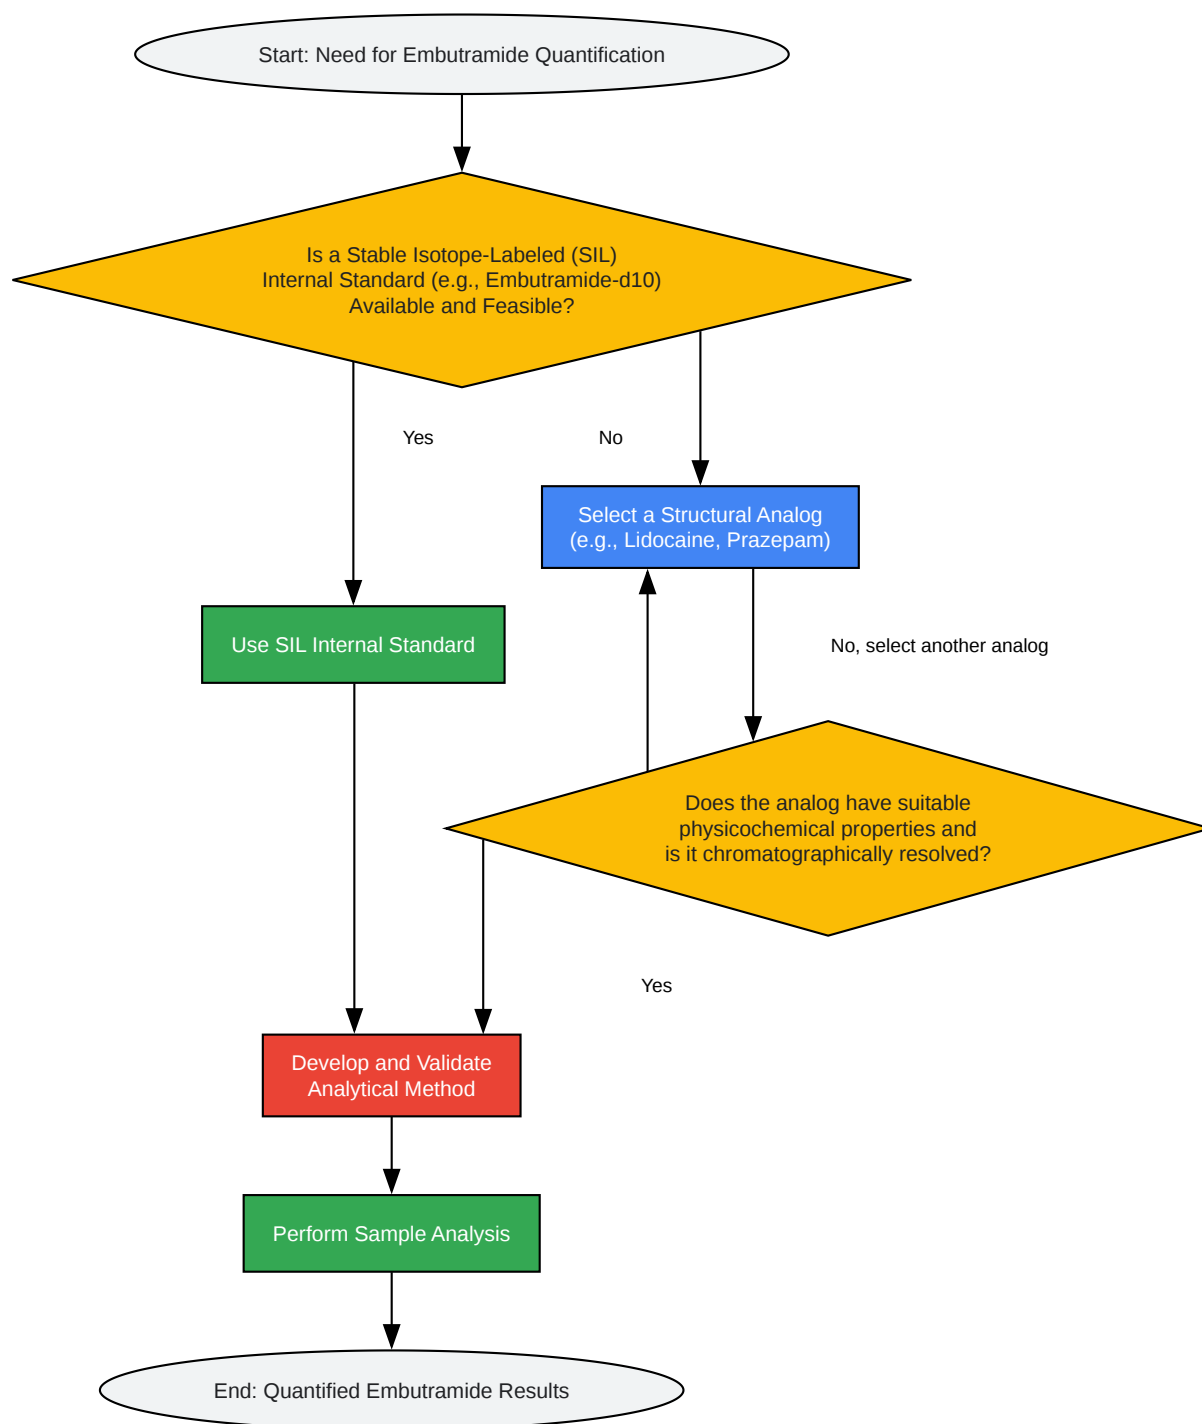 Start: Need for Embutramide Quantification
Is a Stable Isotope-Labeled (SIL)
Internal Standard (e.g., Embutramide-d10)
Available and Feasible?
Yes
No
Select a Structural Analog
(e.g., Lidocaine, Prazepam)
Use SIL Internal Standard
No, select another analog
Does the analog have suitable
physicochemical properties and
is it chromatographically resolved?
Yes
Develop and Validate
Analytical Method
Perform Sample Analysis
End: Quantified Embutramide Results